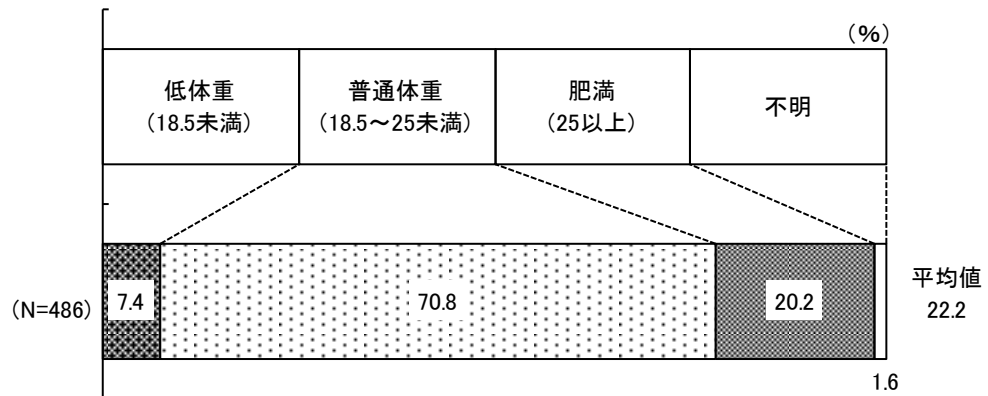 （%）
低体重
（18.5未満）
普通体重
（18.5～25未満）
肥満
（25以上）
不明
（N=486）
7.4
70.8
20.2
1.6
平均値
22.2